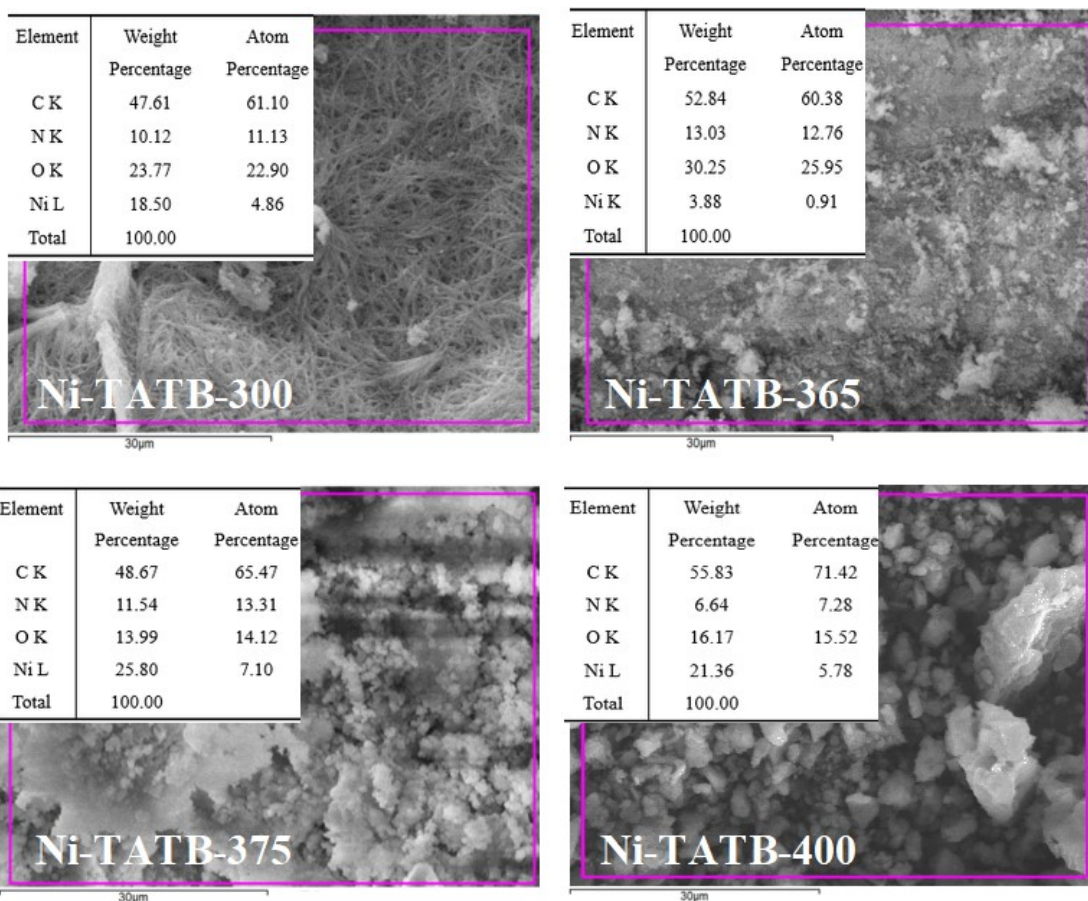 Element Weight Percentage Atom Percentage
C K 47.61 61.10
N K 10.12 11.13
O K 23.77 22.90
Ni L 18.50 4.86
Total 100.00
Ni-TATB-300
30µm
Element Weight Percentage Atom Percentage
C K 52.84 60.38
N K 13.03 12.76
O K 30.25 25.95
Ni K 3.88 0.91
Total 100.00
Ni-TATB-365
30µm
Element Weight Percentage Atom Percentage
C K 48.67 65.47
N K 11.54 13.31
O K 13.99 14.12
Ni L 25.80 7.10
Total 100.00
Ni-TATB-375
30µm
Element Weight Percentage Atom Percentage
C K 55.83 71.42
N K 6.64 7.28
O K 16.17 15.52
Ni L 21.36 5.78
Total 100.00
Ni-TATB-400
30µm